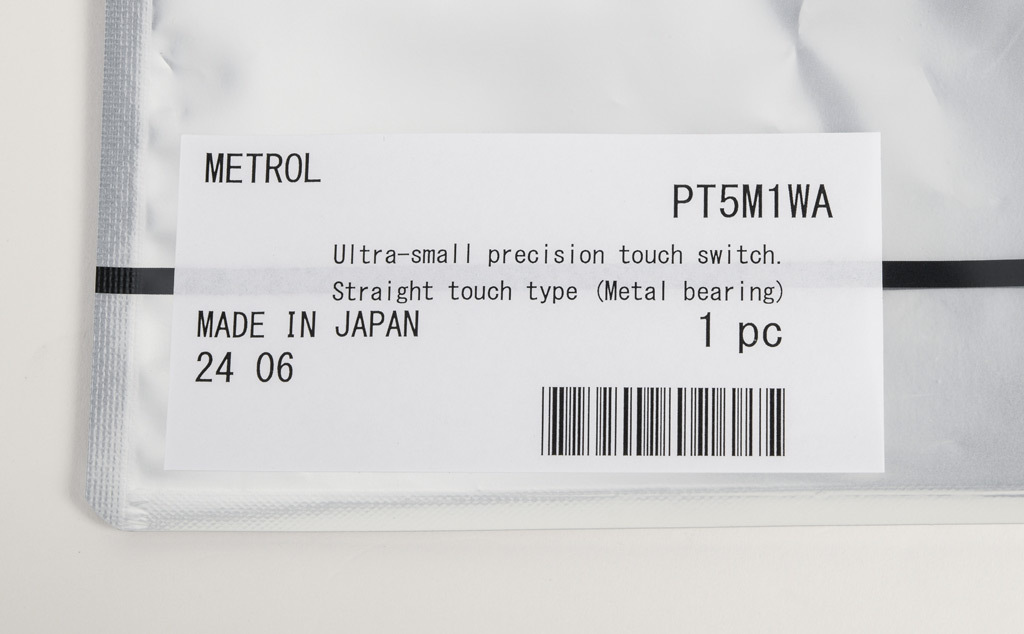 METROL
PT5M1WA
Ultra-small precision touch switch.
Straight touch type (Metal bearing)
MADE IN JAPAN
1 pc
24 06